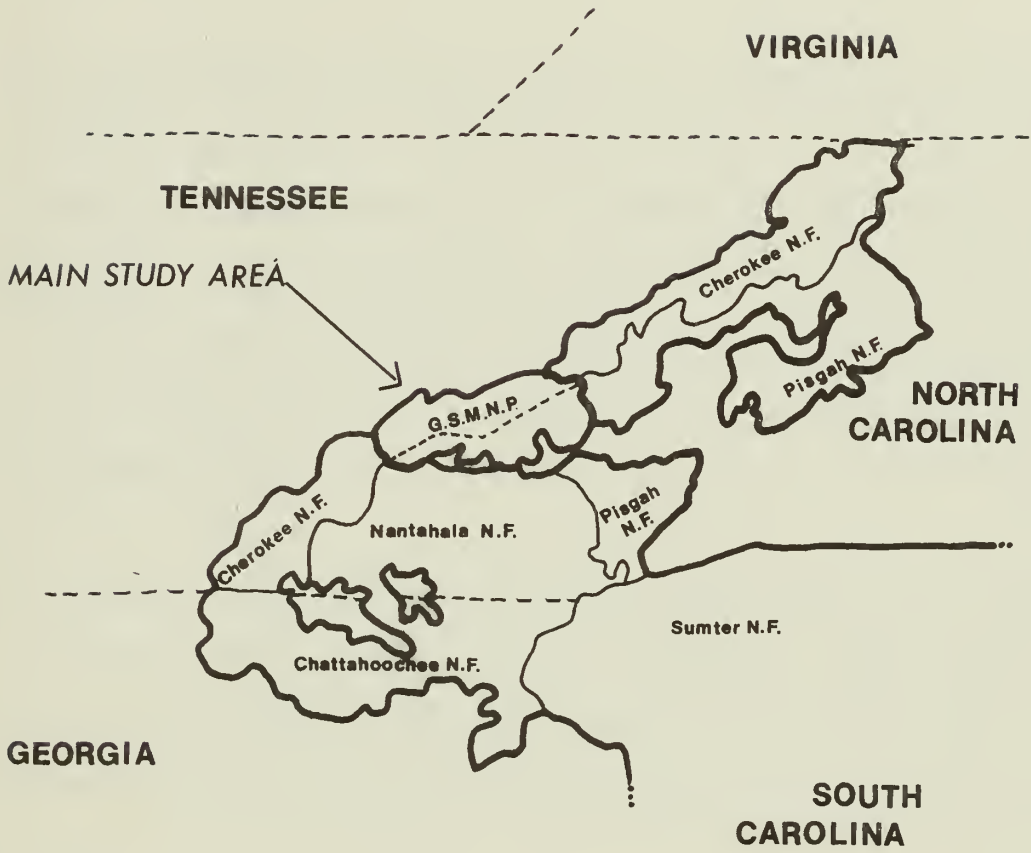 VIRGINIA
TENNESSEE
MAIN STUDY AREA
Cherokee N.F.
Pisgah N.F.
G.S.M.N.P.
NORTH
CAROLINA
Cherokee N.F.
Nantahala N.F.
Pisgah
N.F.
Sumter N.F.
Chattahoochee N.F.
GEORGIA
SOUTH
CAROLINA